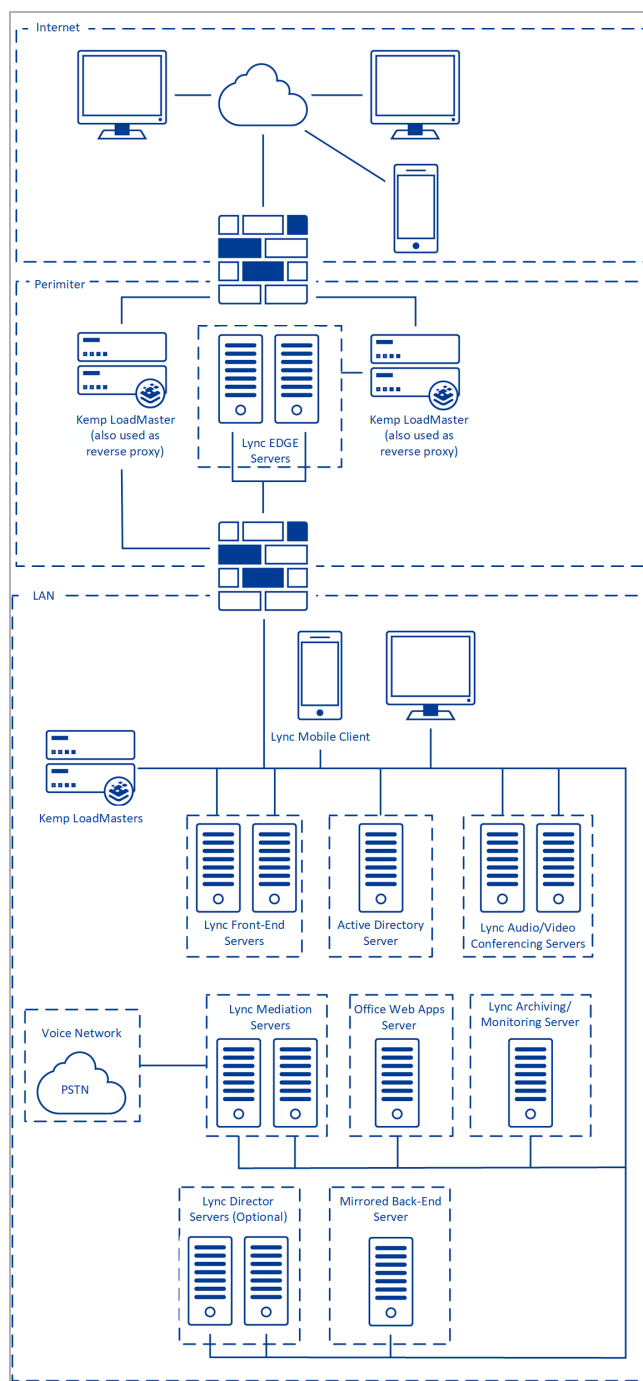 Internet
Perimiter
Kemp LoadMaster
(also used as
reverse proxy)
Lync EDGE
Servers
Kemp LoadMaster
(also used as
reverse proxy)
LAN
Lync Mobile Client
Kemp LoadMasters
Lync Front-End
Servers
Active Directory
Server
Lync Audio/Video
Conferencing Servers
Voice Network
PSTN
Lync Mediation
Servers
Office Web Apps
Server
Lync Archiving/
Monitoring Server
Lync Director
Servers (Optional)
Mirrored Back-End
Server